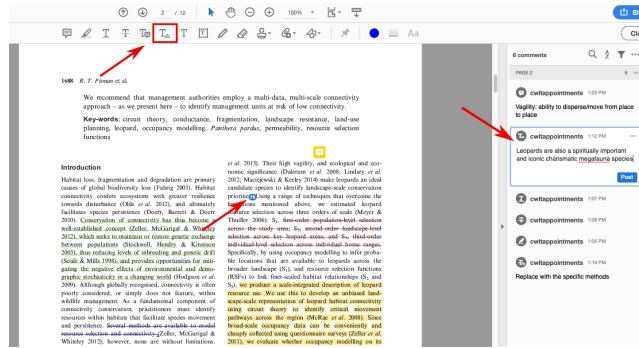 2 / 12
100%
Sh
Aa
Clo
1688 R. T. Pitman et al.
We recommend that management authorities employ a multi-data, multi-scale connectivity
approach – as we present here – to identify management units at risk of low connectivity.
Key-words: circuit theory, conductance, fragmentation, landscape resistance, land-use
planning, leopard, occupancy modelling, Panthera pardus, permeability, resource selection
functions
Introduction
Habitat loss, fragmentation and degradation are primary
causes of global biodiversity loss (Fahrig 2003). Habitat
connectivity confers ecosystems with greater resilience
towards disturbance (Olds et al. 2012), and ultimately
facilitates species persistence (Doerr, Barrett & Doerr
2010). Conservation of connectivity has thus become a
well-established concept (Zeller, McGarigal & Whiteley
2012), which seeks to maintain or restore genetic exchange
between populations (Stockwell, Hendry & Kinnison
2003), thus reducing levels of inbreeding and genetic drift
(Soulé & Mills 1998), and provides opportunities for miti-
gating the negative effects of environmental and demo-
graphic stochasticity in a changing world (Hodgson et al.
2009). Although globally recognised, connectivity is often
poorly considered, or simply does not feature, within
wildlife management. As a fundamental component of
connectivity conservation, practitioners must identify
resources within habitats that facilitate species movement
and persistence. Several methods are available to model
resource selection and connectivity (Zeller, McGarigal &
Whiteley 2012); however, none are without limitations.
et al. 2015). Their high vagility, and ecological and eco-
nomic significance (Dalerum et al. 2008; Lindsey et al.
2012; Maciejewski & Kerley 2014) make leopards an ideal
candidate species to identify landscape-scale conservation
priorities. Using a range of techniques that overcome the
limitations mentioned above, we estimated leopard
resource selection across three orders of scale (Meyer &
Thuiller 2006): S₁, first-order population-level selection
across the study area; S₂, second-order landscape-level
selection across key leopard areas; and S₃, third-order
individual-level selection across individual home ranges.
Specifically, by using occupancy modelling to infer proba-
ble locations that are available to leopards across the
broader landscape (S₁), and resource selection functions
(RSFs) to link finer-scaled habitat relationships (S₂ and
S₃), we produce a scale-integrated description of leopard
resource use. We use this to develop an unbiased land-
scape-scale representation of leopard habitat connectivity
using circuit theory to identify critical movement
pathways across the region (McRae et al. 2008). Since
broad-scale occupancy data can be conveniently and
cheaply collected using questionnaire surveys (Zeller et al.
2011), we evaluate whether occupancy modelling on its
6 comments
PAGE 2
6
cwitappointments 1:03 PM
Vagility: ability to disperse/move from place
to place
cwitappointments 1:12 PM
Leopards are also a spiritually important
and iconic charismatic megafauna species
Post
cwitappointments 1:07 PM
cwitappointments 1:08 PM
cwitappointments 1:05 PM
cwitappointments 1:10 PM
Replace with the specific methods